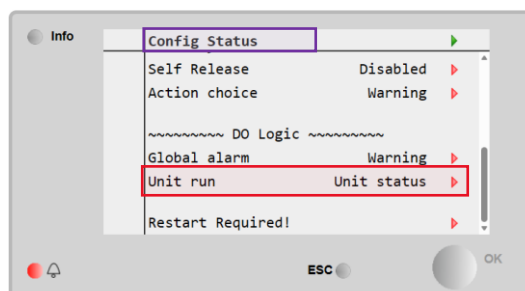 Info
Config Status
Self Release Disabled
Action choice Warning
~~~~~~~~~ DO Logic ~~~~~~~~~
Global alarm Warning
Unit run Unit status
Restart Required!
ESC
OK